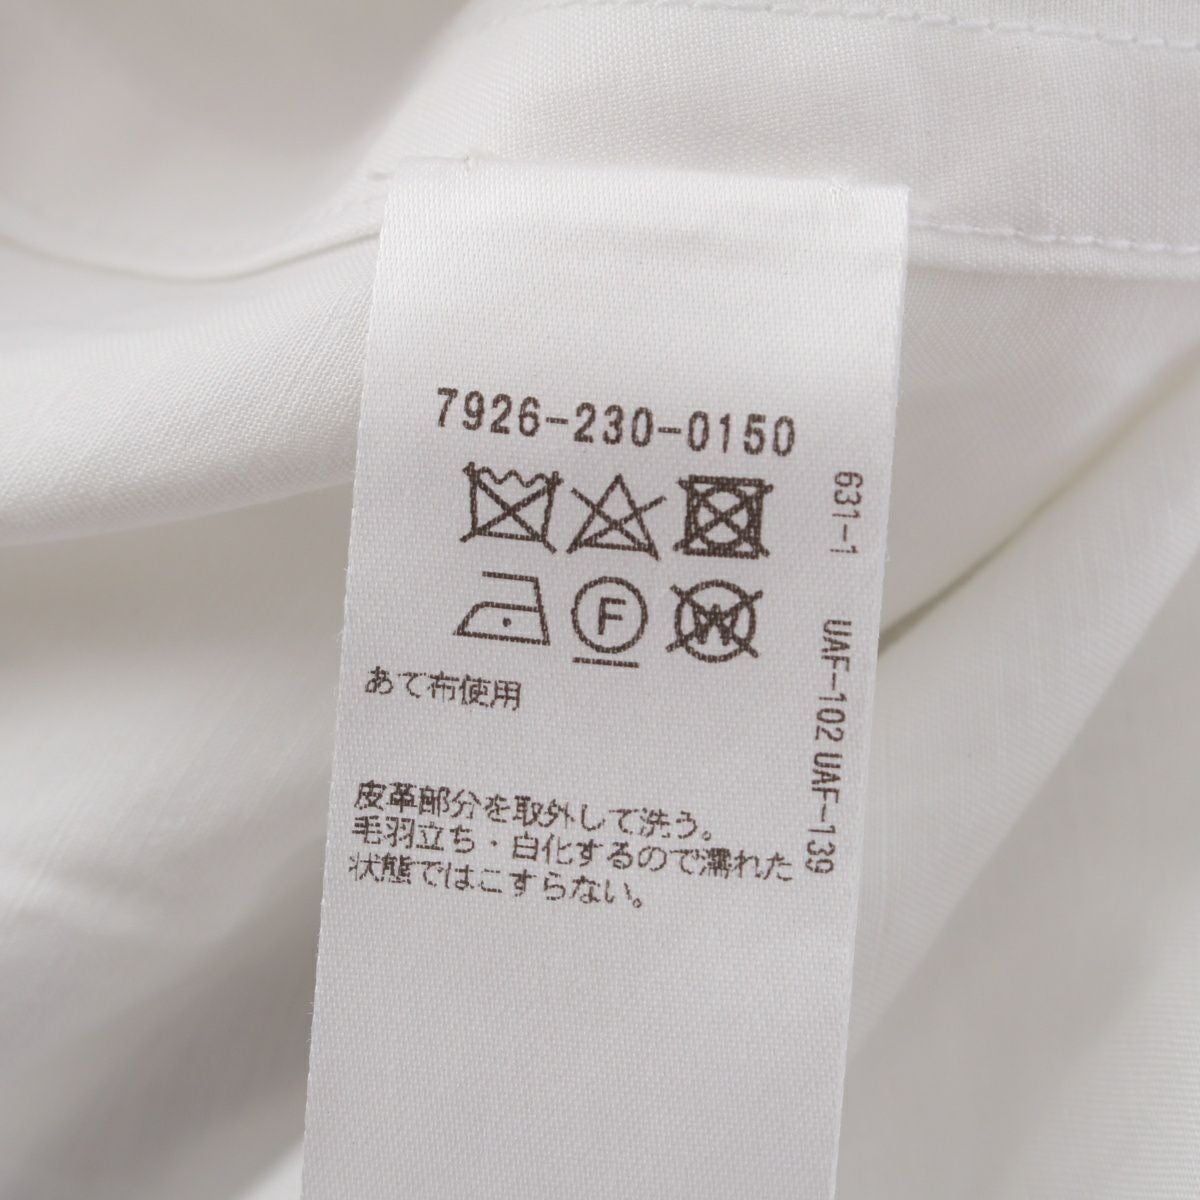 7926-230-0150
F
W
あて布使用
皮革部分を取外して洗う。
毛羽立ち・白化するので濡れた
状態ではこすらない。
631-1 UAF-102 UAF-139